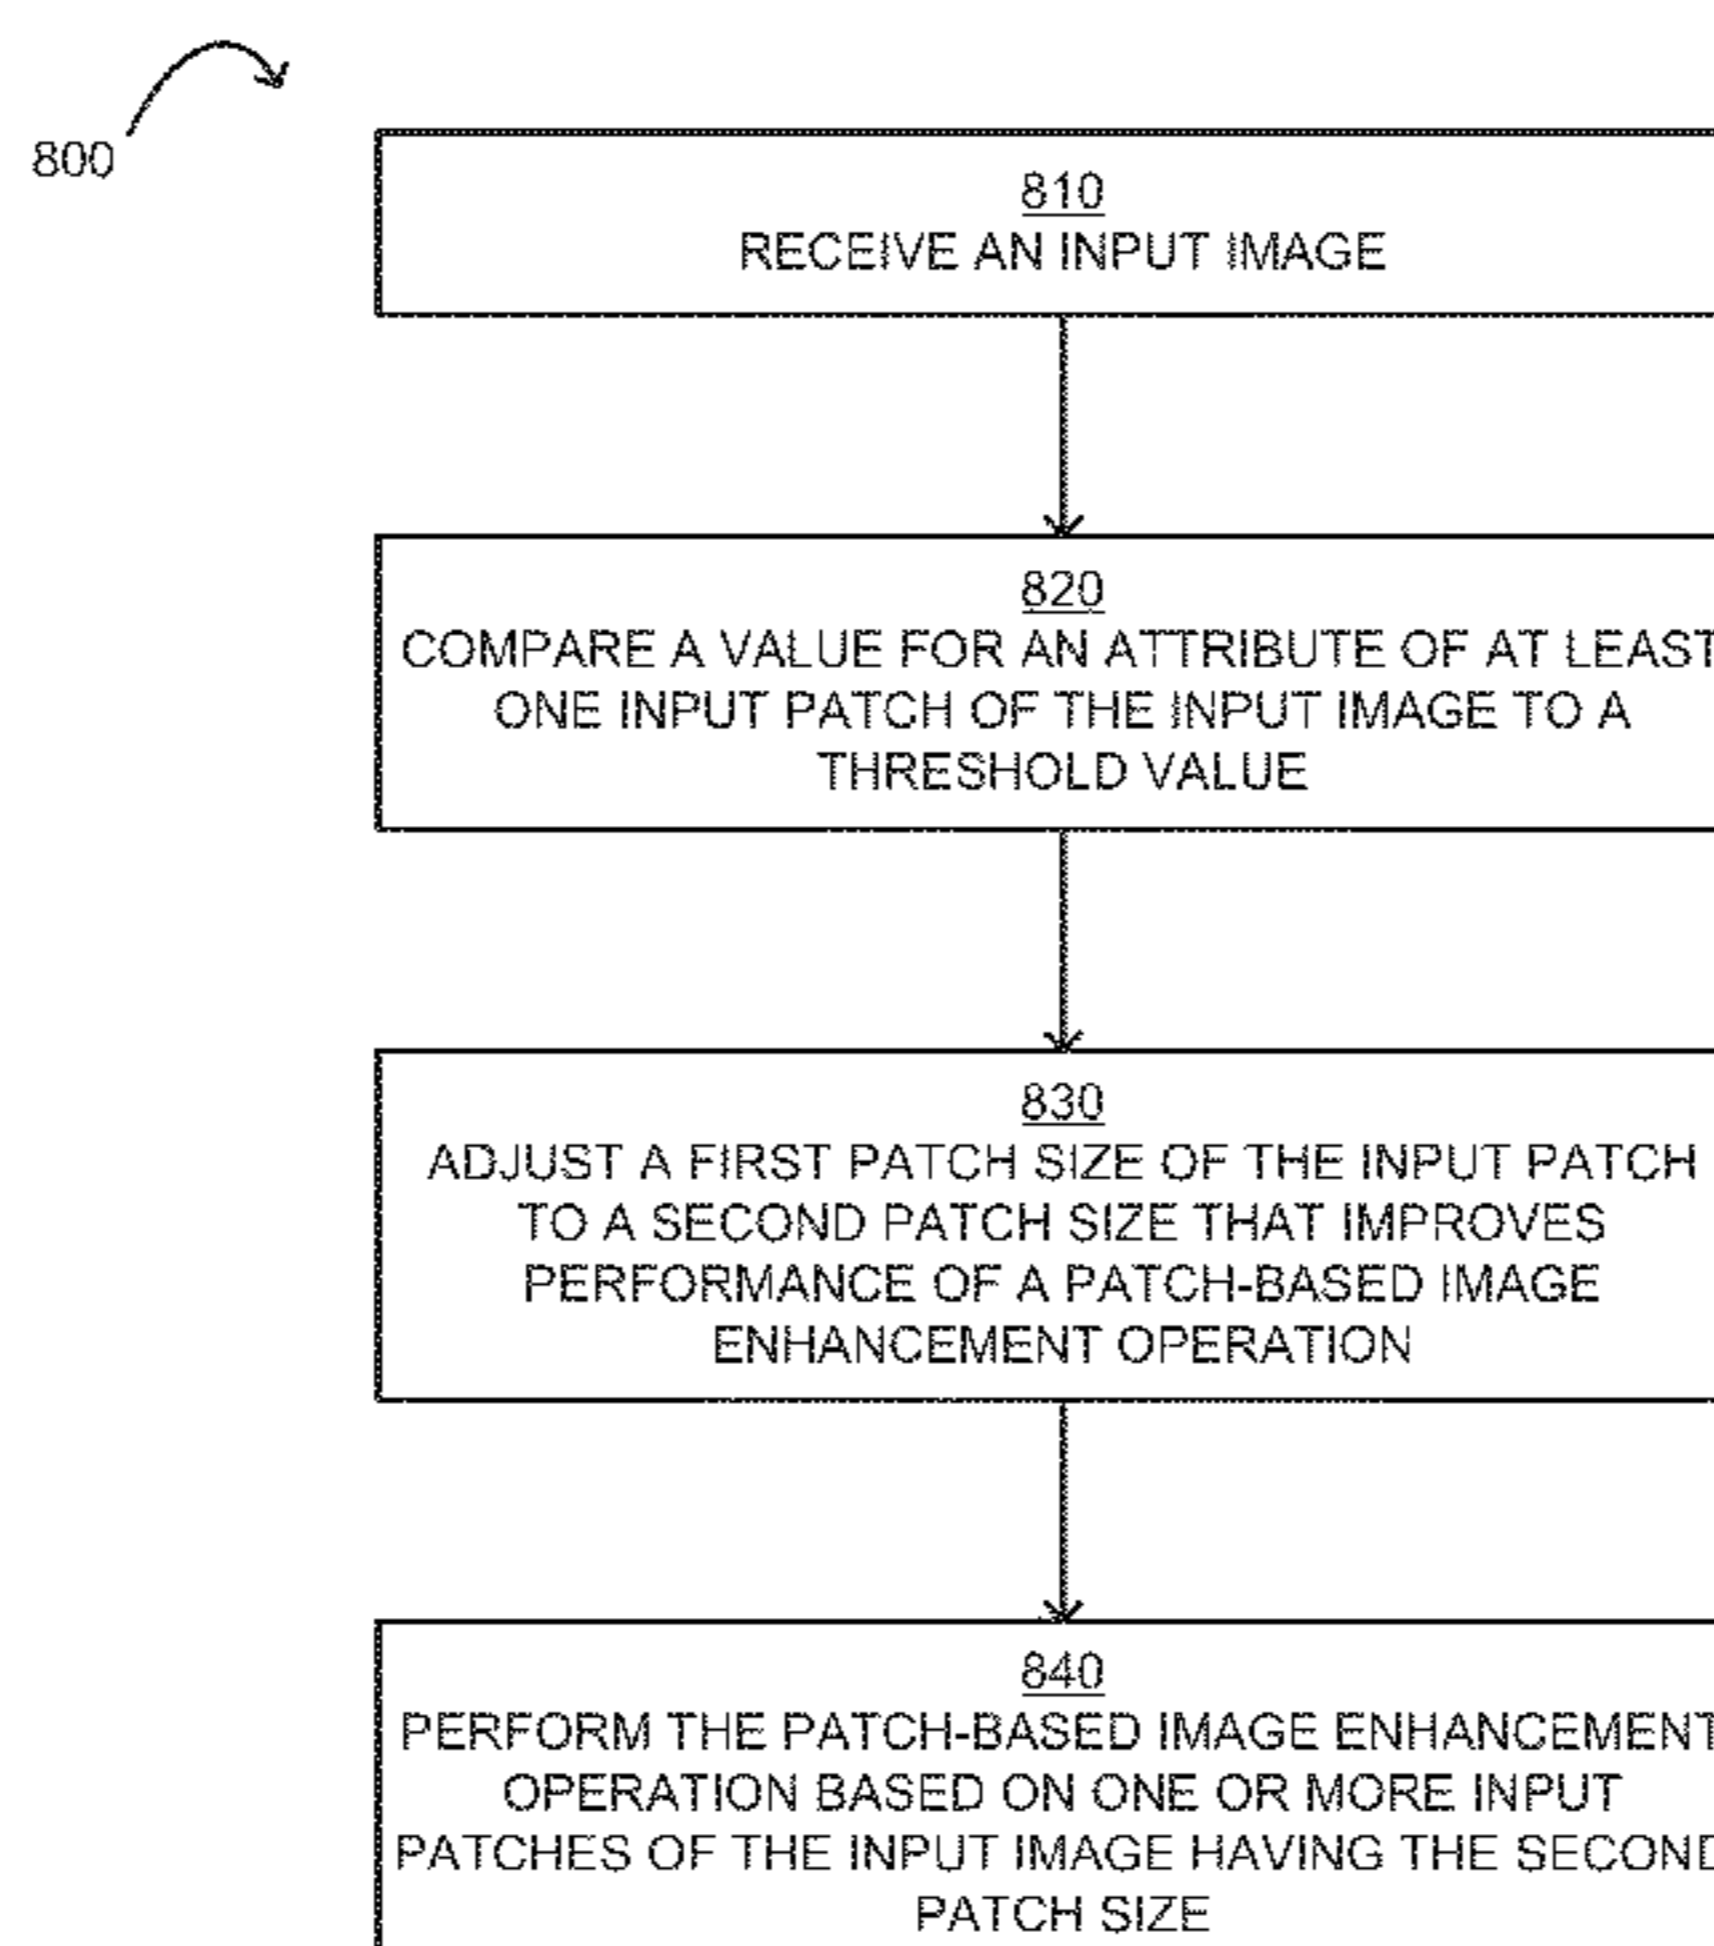 800
810
RECEIVE AN INPUT IMAGE
820
COMPARE A VALUE FOR AN ATTRIBUTE OF AT LEAST
ONE INPUT PATCH OF THE INPUT IMAGE TO A
THRESHOLD VALUE
830
ADJUST A FIRST PATCH SIZE OF THE INPUT PATCH
TO A SECOND PATCH SIZE THAT IMPROVES
PERFORMANCE OF A PATCH-BASED IMAGE
ENHANCEMENT OPERATION
840
PERFORM THE PATCH-BASED IMAGE ENHANCEMENT
OPERATION BASED ON ONE OR MORE INPUT
PATCHES OF THE INPUT IMAGE HAVING THE SECOND
PATCH SIZE